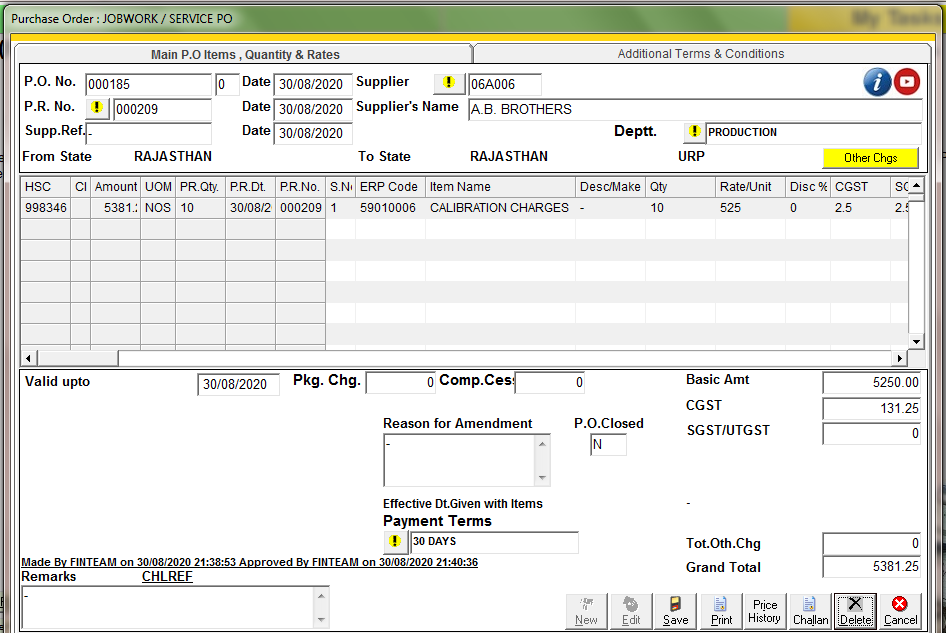 Purchase Order : JOBWORK / SERVICE PO
My Tasks
Main P.O Items , Quantity & Rates Additional Terms & Conditions
P.O. No. 000185 0 Date 30/08/2020 Supplier 06A006
P.R. No. 000209 Date 30/08/2020 Supplier's Name A.B. BROTHERS
Supp.Ref. - Date 30/08/2020 Deptt. PRODUCTION
From State RAJASTHAN To State RAJASTHAN URP Other Chgs
HSC CI Amount UOM PR.Qty. P.R.Dt. P.R.No. S.No ERP Code Item Name Desc/Make Qty Rate/Unit Disc % CGST SG
998346 5381.2 NOS 10 30/08/2 000209 1 59010006 CALIBRATION CHARGES - 10 525 0 2.5 2.5
Valid upto 30/08/2020 Pkg. Chg. 0 Comp.Cess 0 Basic Amt 5250.00
CGST 131.25
Reason for Amendment P.O.Closed SGST/UTGST 0
- N
Effective Dt.Given with Items -
Payment Terms
30 DAYS Tot.Oth.Chg 0
Made By FINTEAM on 30/08/2020 21:38:53 Approved By FINTEAM on 30/08/2020 21:40:36 Grand Total 5381.25
Remarks CHLREF
-
New Edit Save Print Price History Challan Delete Cancel